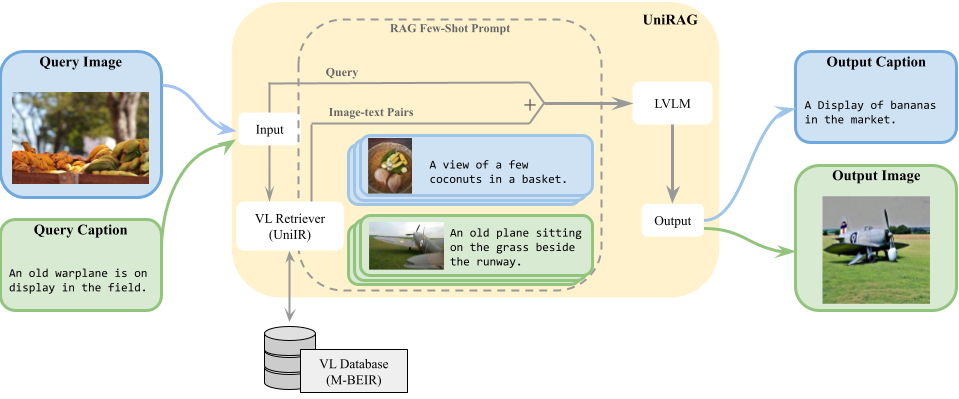 UniRAG
RAG Few-Shot Prompt
Query Image
Query
Image-text Pairs
Input
LVLM
Output Caption
A Display of bananas
in the market.
A view of a few
coconuts in a basket.
Query Caption
An old warplane is on
display in the field.
VL Retriever
(UniIR)
An old plane sitting
on the grass beside
the runway.
Output
Output Image
VL Database
(M-BEIR)